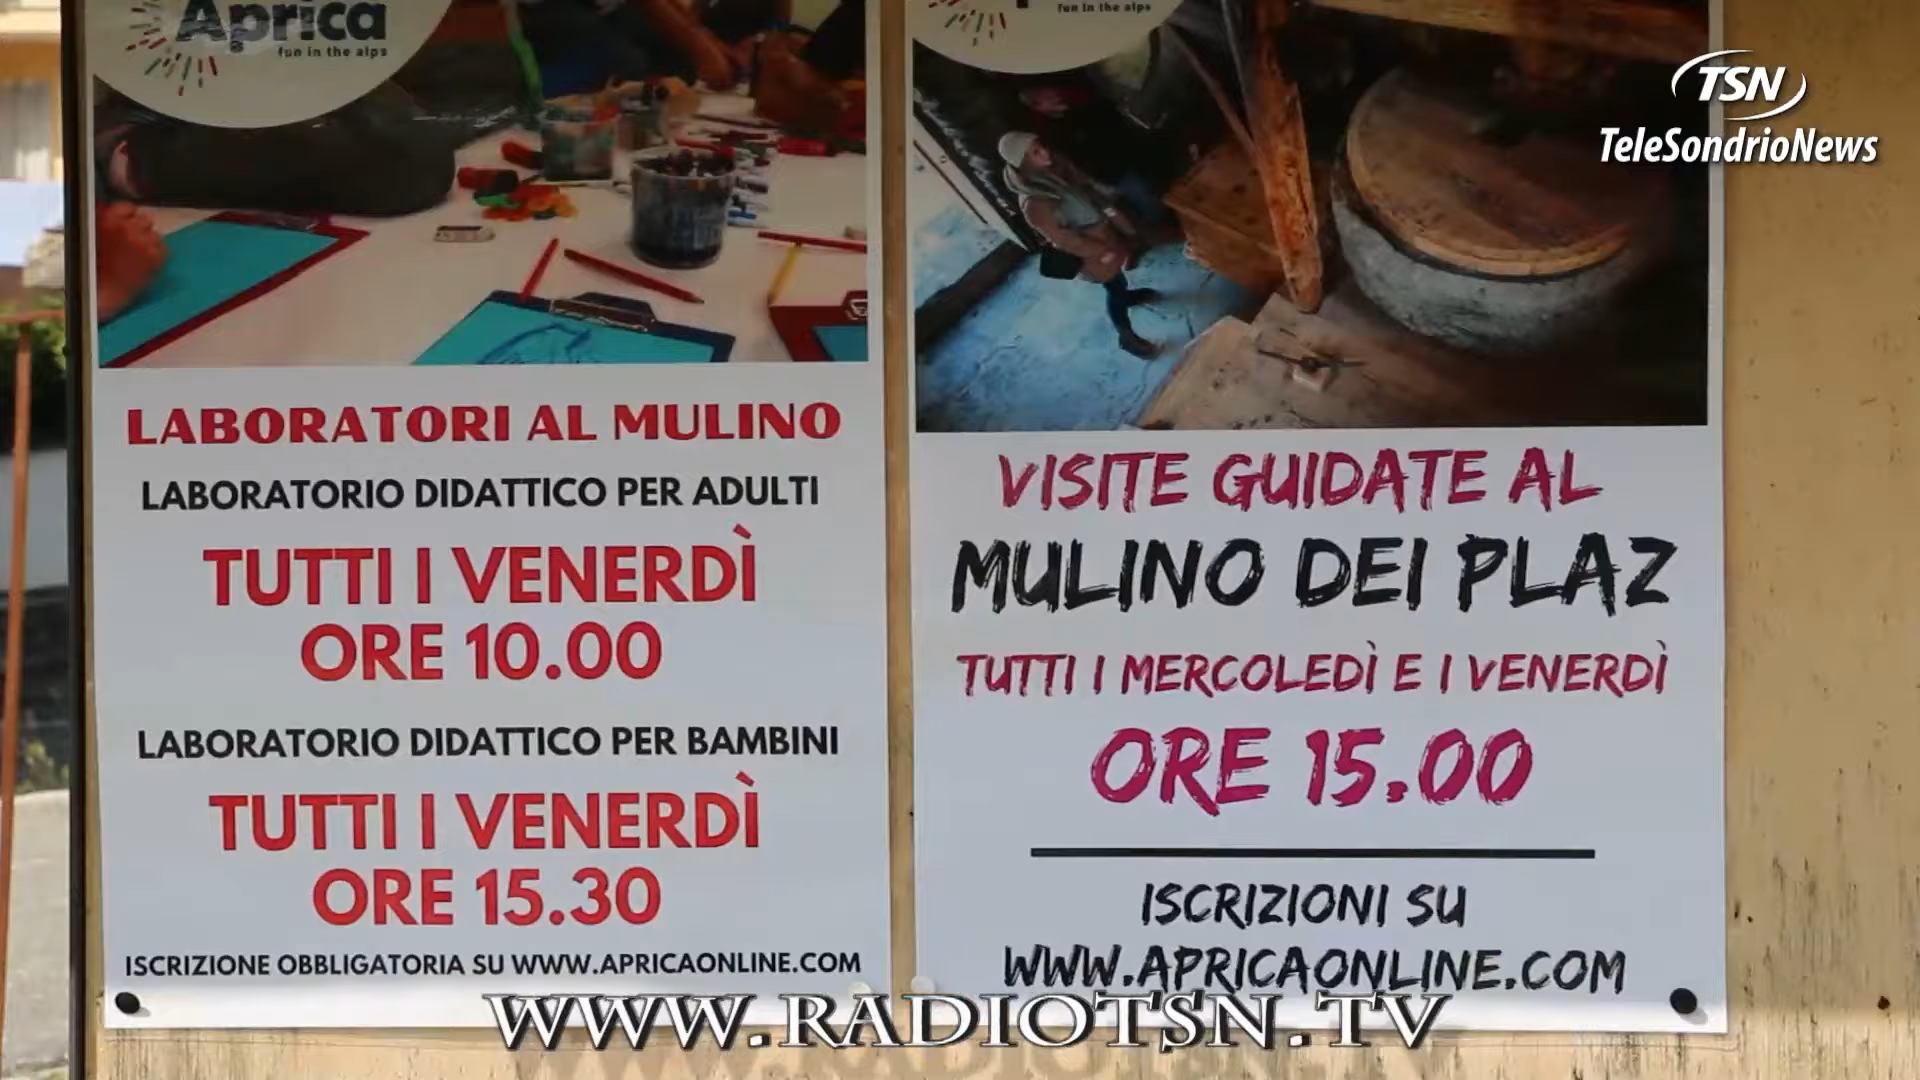 Aprica
fun in the alps
LABORATORI AL MULINO
LABORATORIO DIDATTICO PER ADULTI
TUTTI I VENERDÌ
ORE 10.00
LABORATORIO DIDATTICO PER BAMBINI
TUTTI I VENERDÌ
ORE 15.30
ISCRIZIONE OBBLIGATORIA SU WWW.APRICAONLINE.COM
fun in the alps
VISITE GUIDATE AL
MULINO DEI PLAZ
TUTTI I MERCOLEDÌ E I VENERDÌ
ORE 15.00
ISCRIZIONI SU
WWW.APRICAONLINE.COM
TSN
TeleSondrioNews
WWW.RADIOTSN.TV